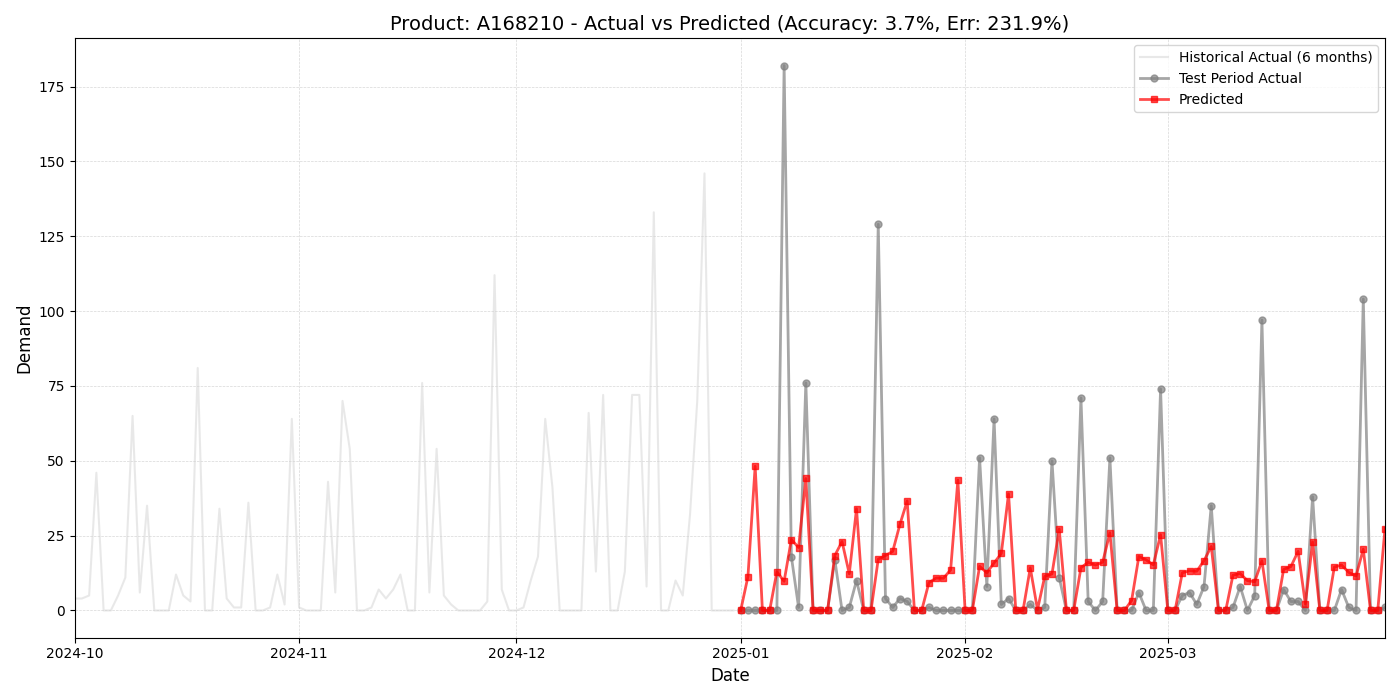 Product: A168210 - Actual vs Predicted (Accuracy: 3.7%, Err: 231.9%)
Historical Actual (6 months)
Test Period Actual
Predicted
175
150
125
100
75
50
25
0
Demand
2024-10
2024-11
2024-12
2025-01
2025-02
2025-03
Date